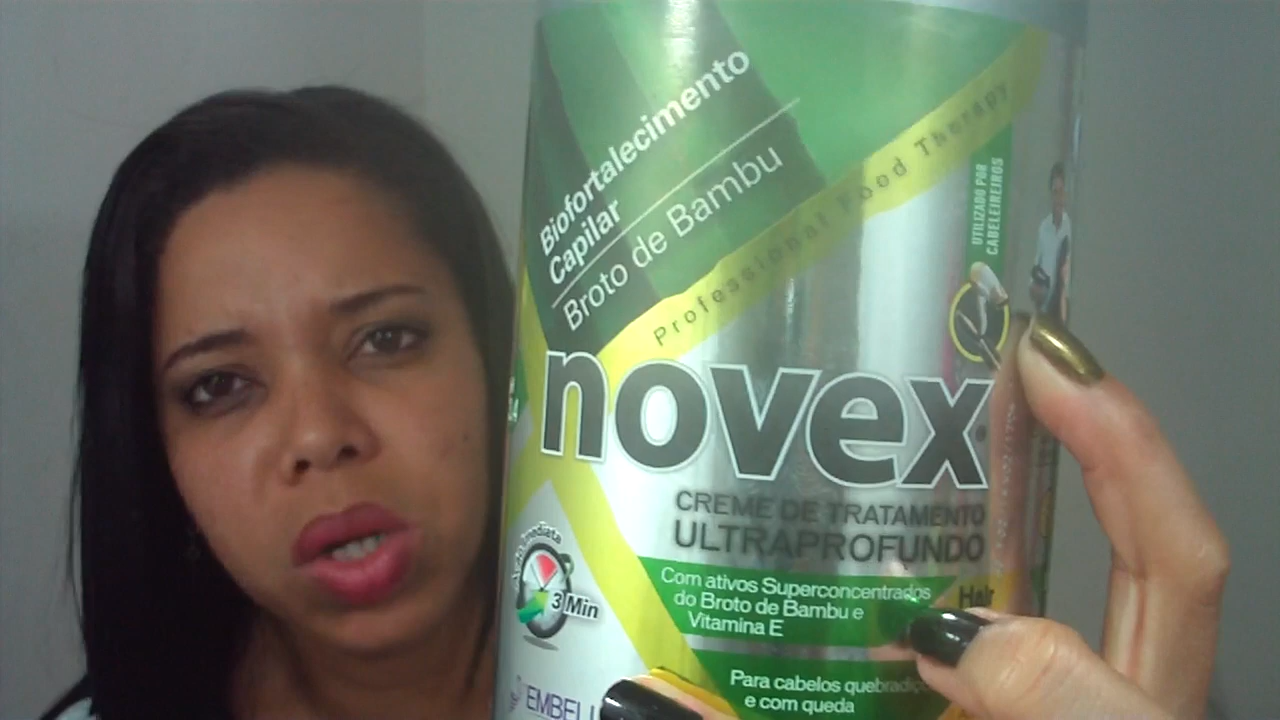 Biofortalecimento
Capilar
Broto de Bambu
Professional Food Therapy
UTILIZADO POR
CABELEIREIROS
novex
CREME DE TRATAMENTO
ULTRAPROFUNDO
3 Min
Com ativos Superconcentrados
do Broto de Bambu e
Vitamina E
Hair
Para cabelos
e com queda